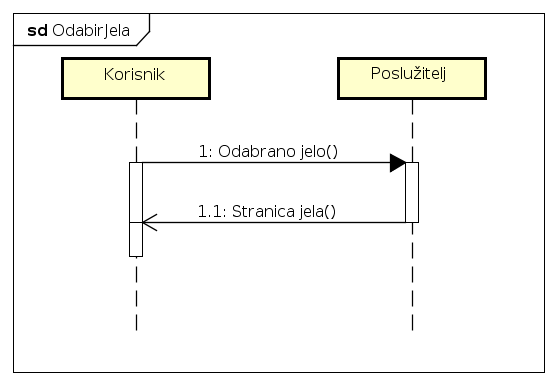 sd OdabirJela
Korisnik
Poslužitelj
1: Odabrano jelo()
1.1: Stranica jela()